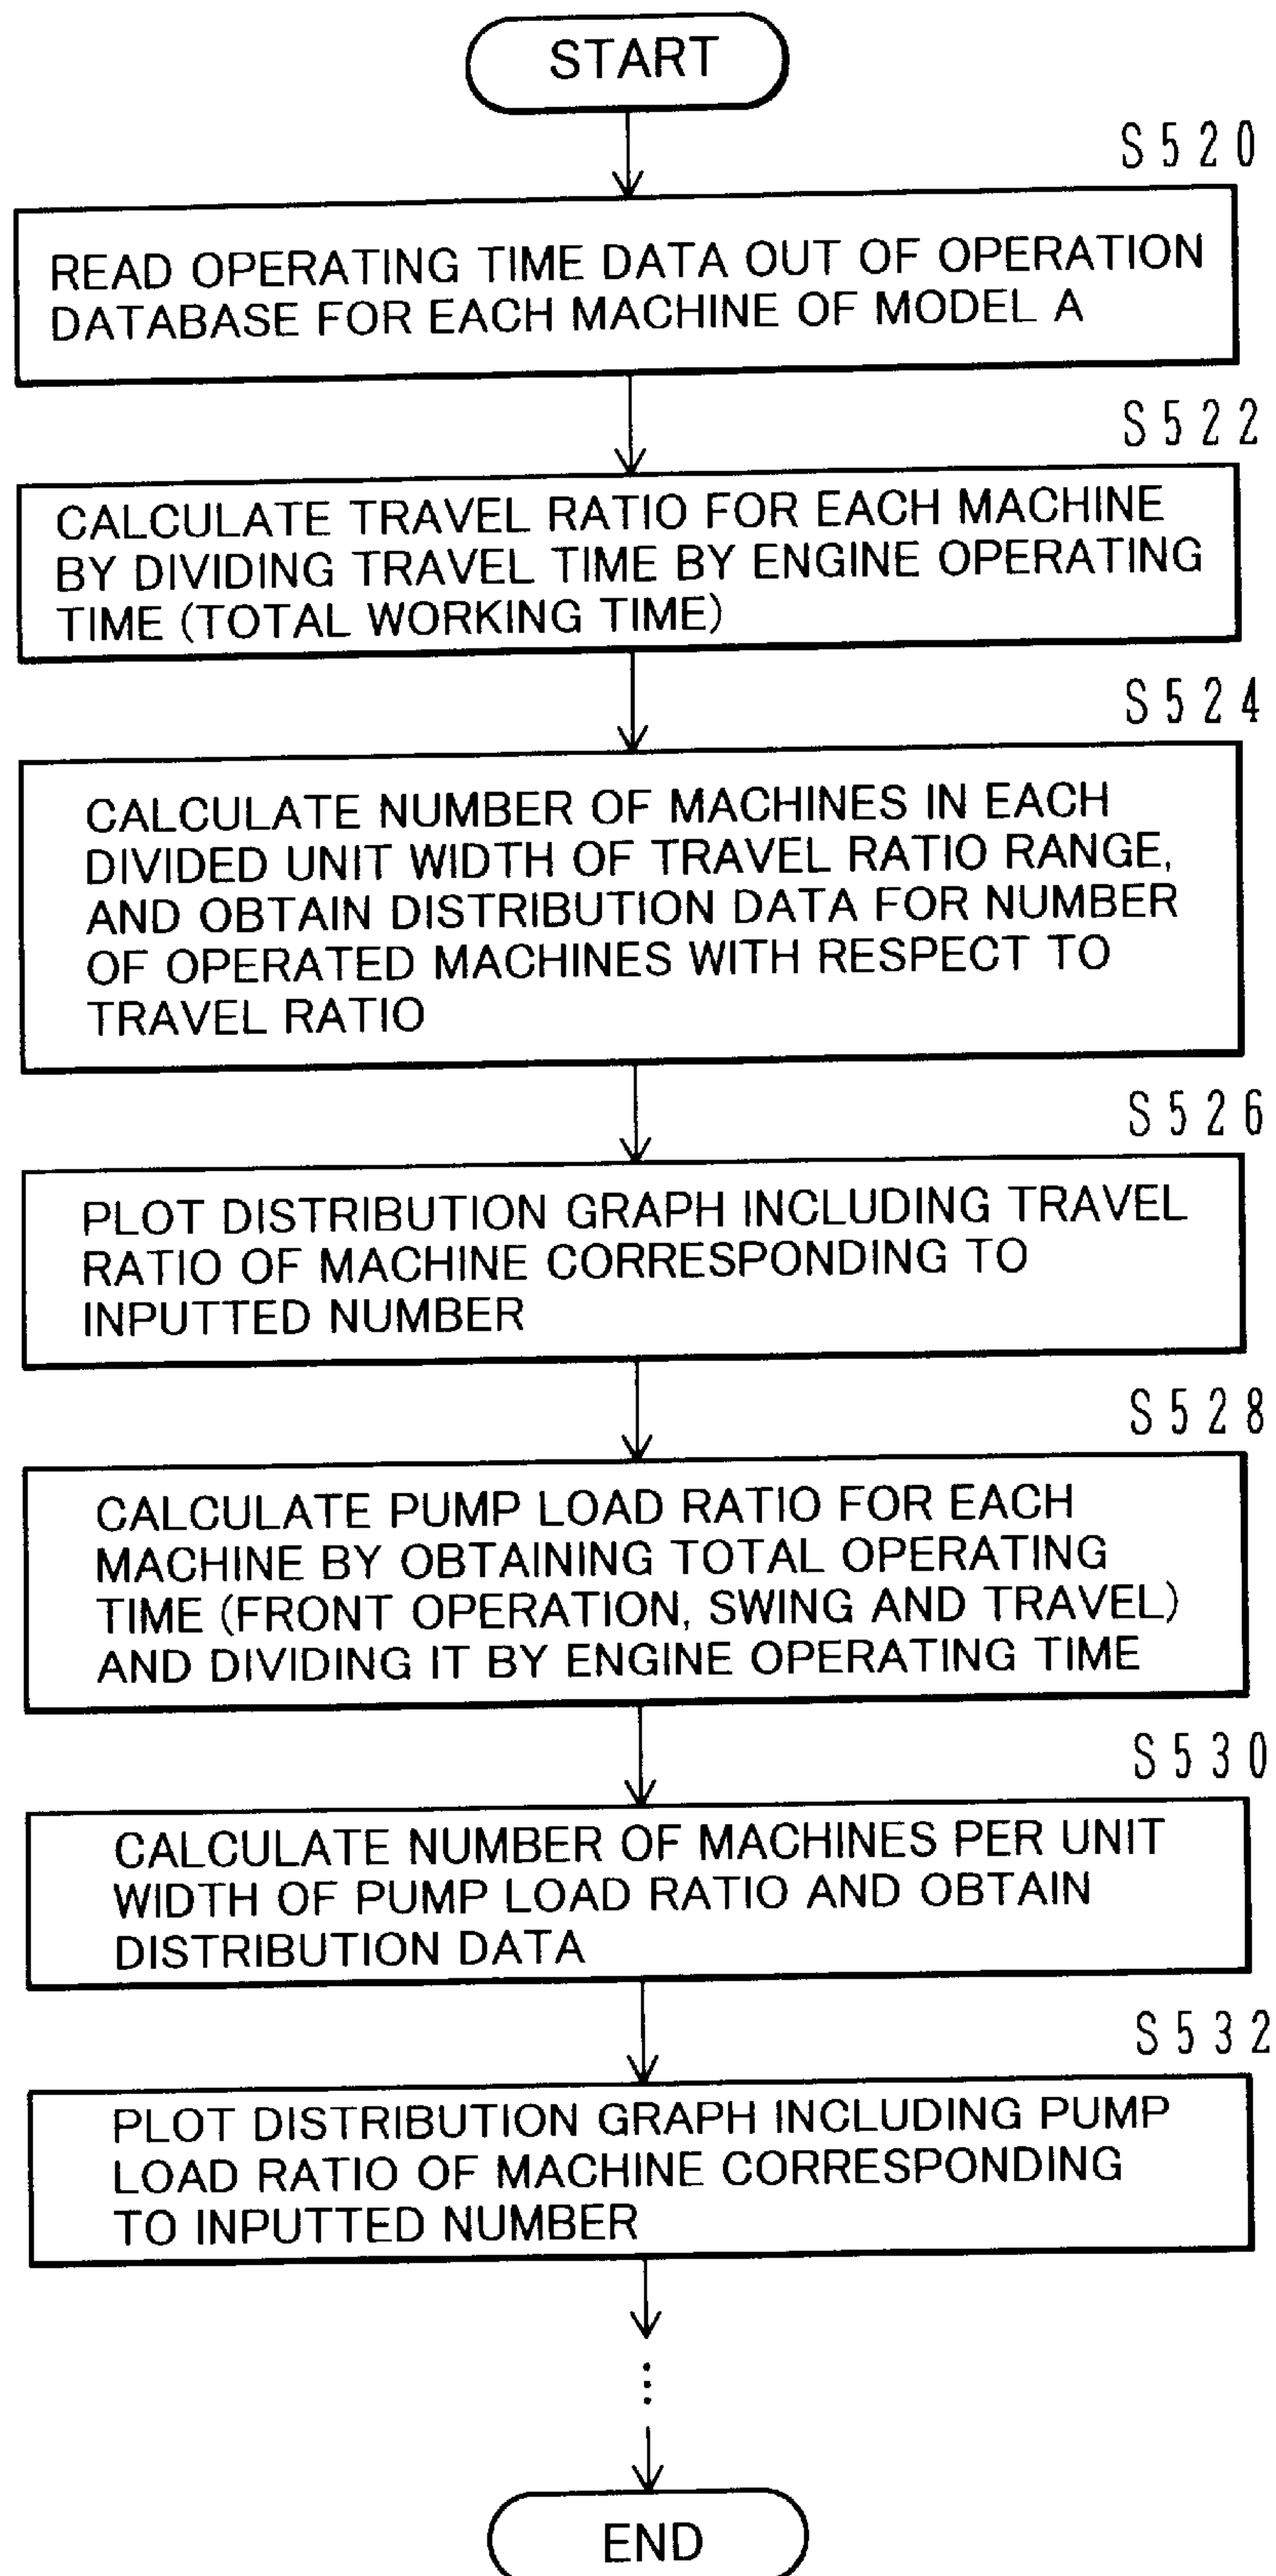 START
S520
READ OPERATING TIME DATA OUT OF OPERATION
DATABASE FOR EACH MACHINE OF MODEL A
S522
CALCULATE TRAVEL RATIO FOR EACH MACHINE
BY DIVIDING TRAVEL TIME BY ENGINE OPERATING
TIME (TOTAL WORKING TIME)
S524
CALCULATE NUMBER OF MACHINES IN EACH
DIVIDED UNIT WIDTH OF TRAVEL RATIO RANGE,
AND OBTAIN DISTRIBUTION DATA FOR NUMBER
OF OPERATED MACHINES WITH RESPECT TO
TRAVEL RATIO
S526
PLOT DISTRIBUTION GRAPH INCLUDING TRAVEL
RATIO OF MACHINE CORRESPONDING TO
INPUTTED NUMBER
S528
CALCULATE PUMP LOAD RATIO FOR EACH
MACHINE BY OBTAINING TOTAL OPERATING
TIME (FRONT OPERATION, SWING AND TRAVEL)
AND DIVIDING IT BY ENGINE OPERATING TIME
S530
CALCULATE NUMBER OF MACHINES PER UNIT
WIDTH OF PUMP LOAD RATIO AND OBTAIN
DISTRIBUTION DATA
S532
PLOT DISTRIBUTION GRAPH INCLUDING PUMP
LOAD RATIO OF MACHINE CORRESPONDING
TO INPUTTED NUMBER
⋮
END